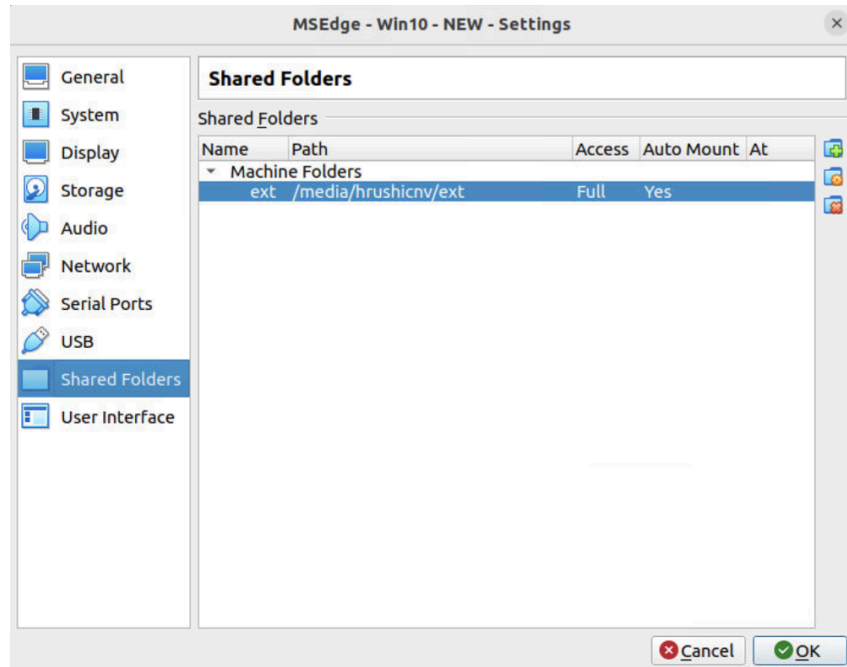 MSEdge - Win10 - NEW - Settings
General
System
Display
Storage
Audio
Network
Serial Ports
USB
Shared Folders
User Interface
Shared Folders
Shared Folders
Name Path Access Auto Mount At
Machine Folders
ext /media/hrushicnv/ext Full Yes
Cancel OK